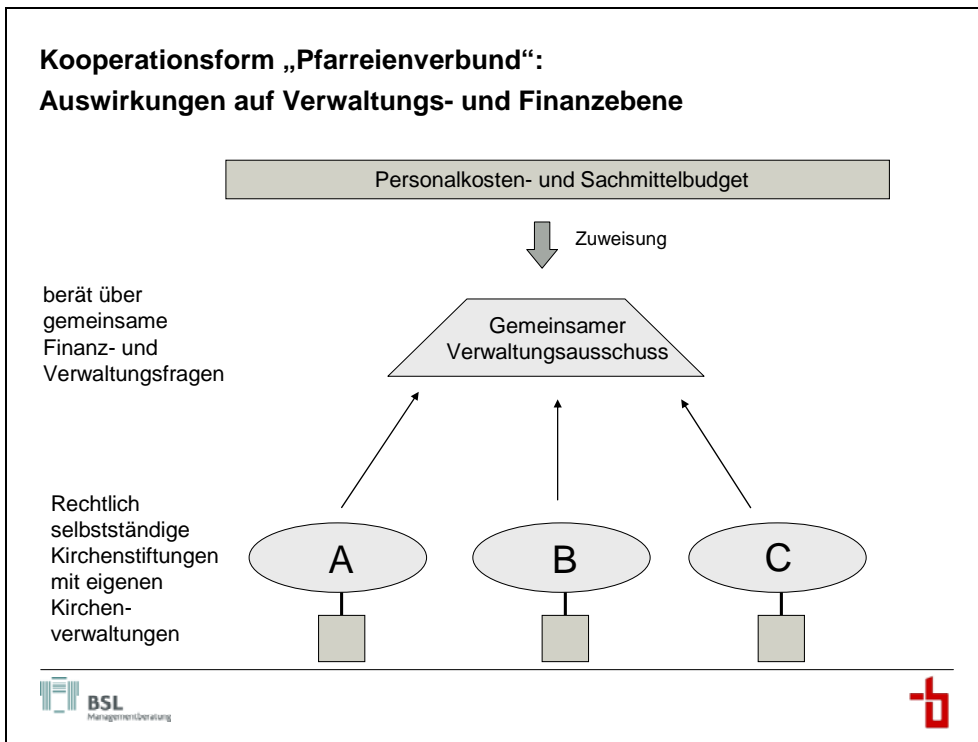 Kooperationsform „Pfarreienverbund“:
Auswirkungen auf Verwaltungs- und Finanzebene
Personalkosten- und Sachmittelbudget
Zuweisung
berät über
gemeinsame
Finanz- und
Verwaltungsfragen
Gemeinsamer
Verwaltungsausschuss
Rechtlich
selbstständige
Kirchenstiftungen
mit eigenen
Kirchen-
verwaltungen
A
B
C
BSL
Managementberatung